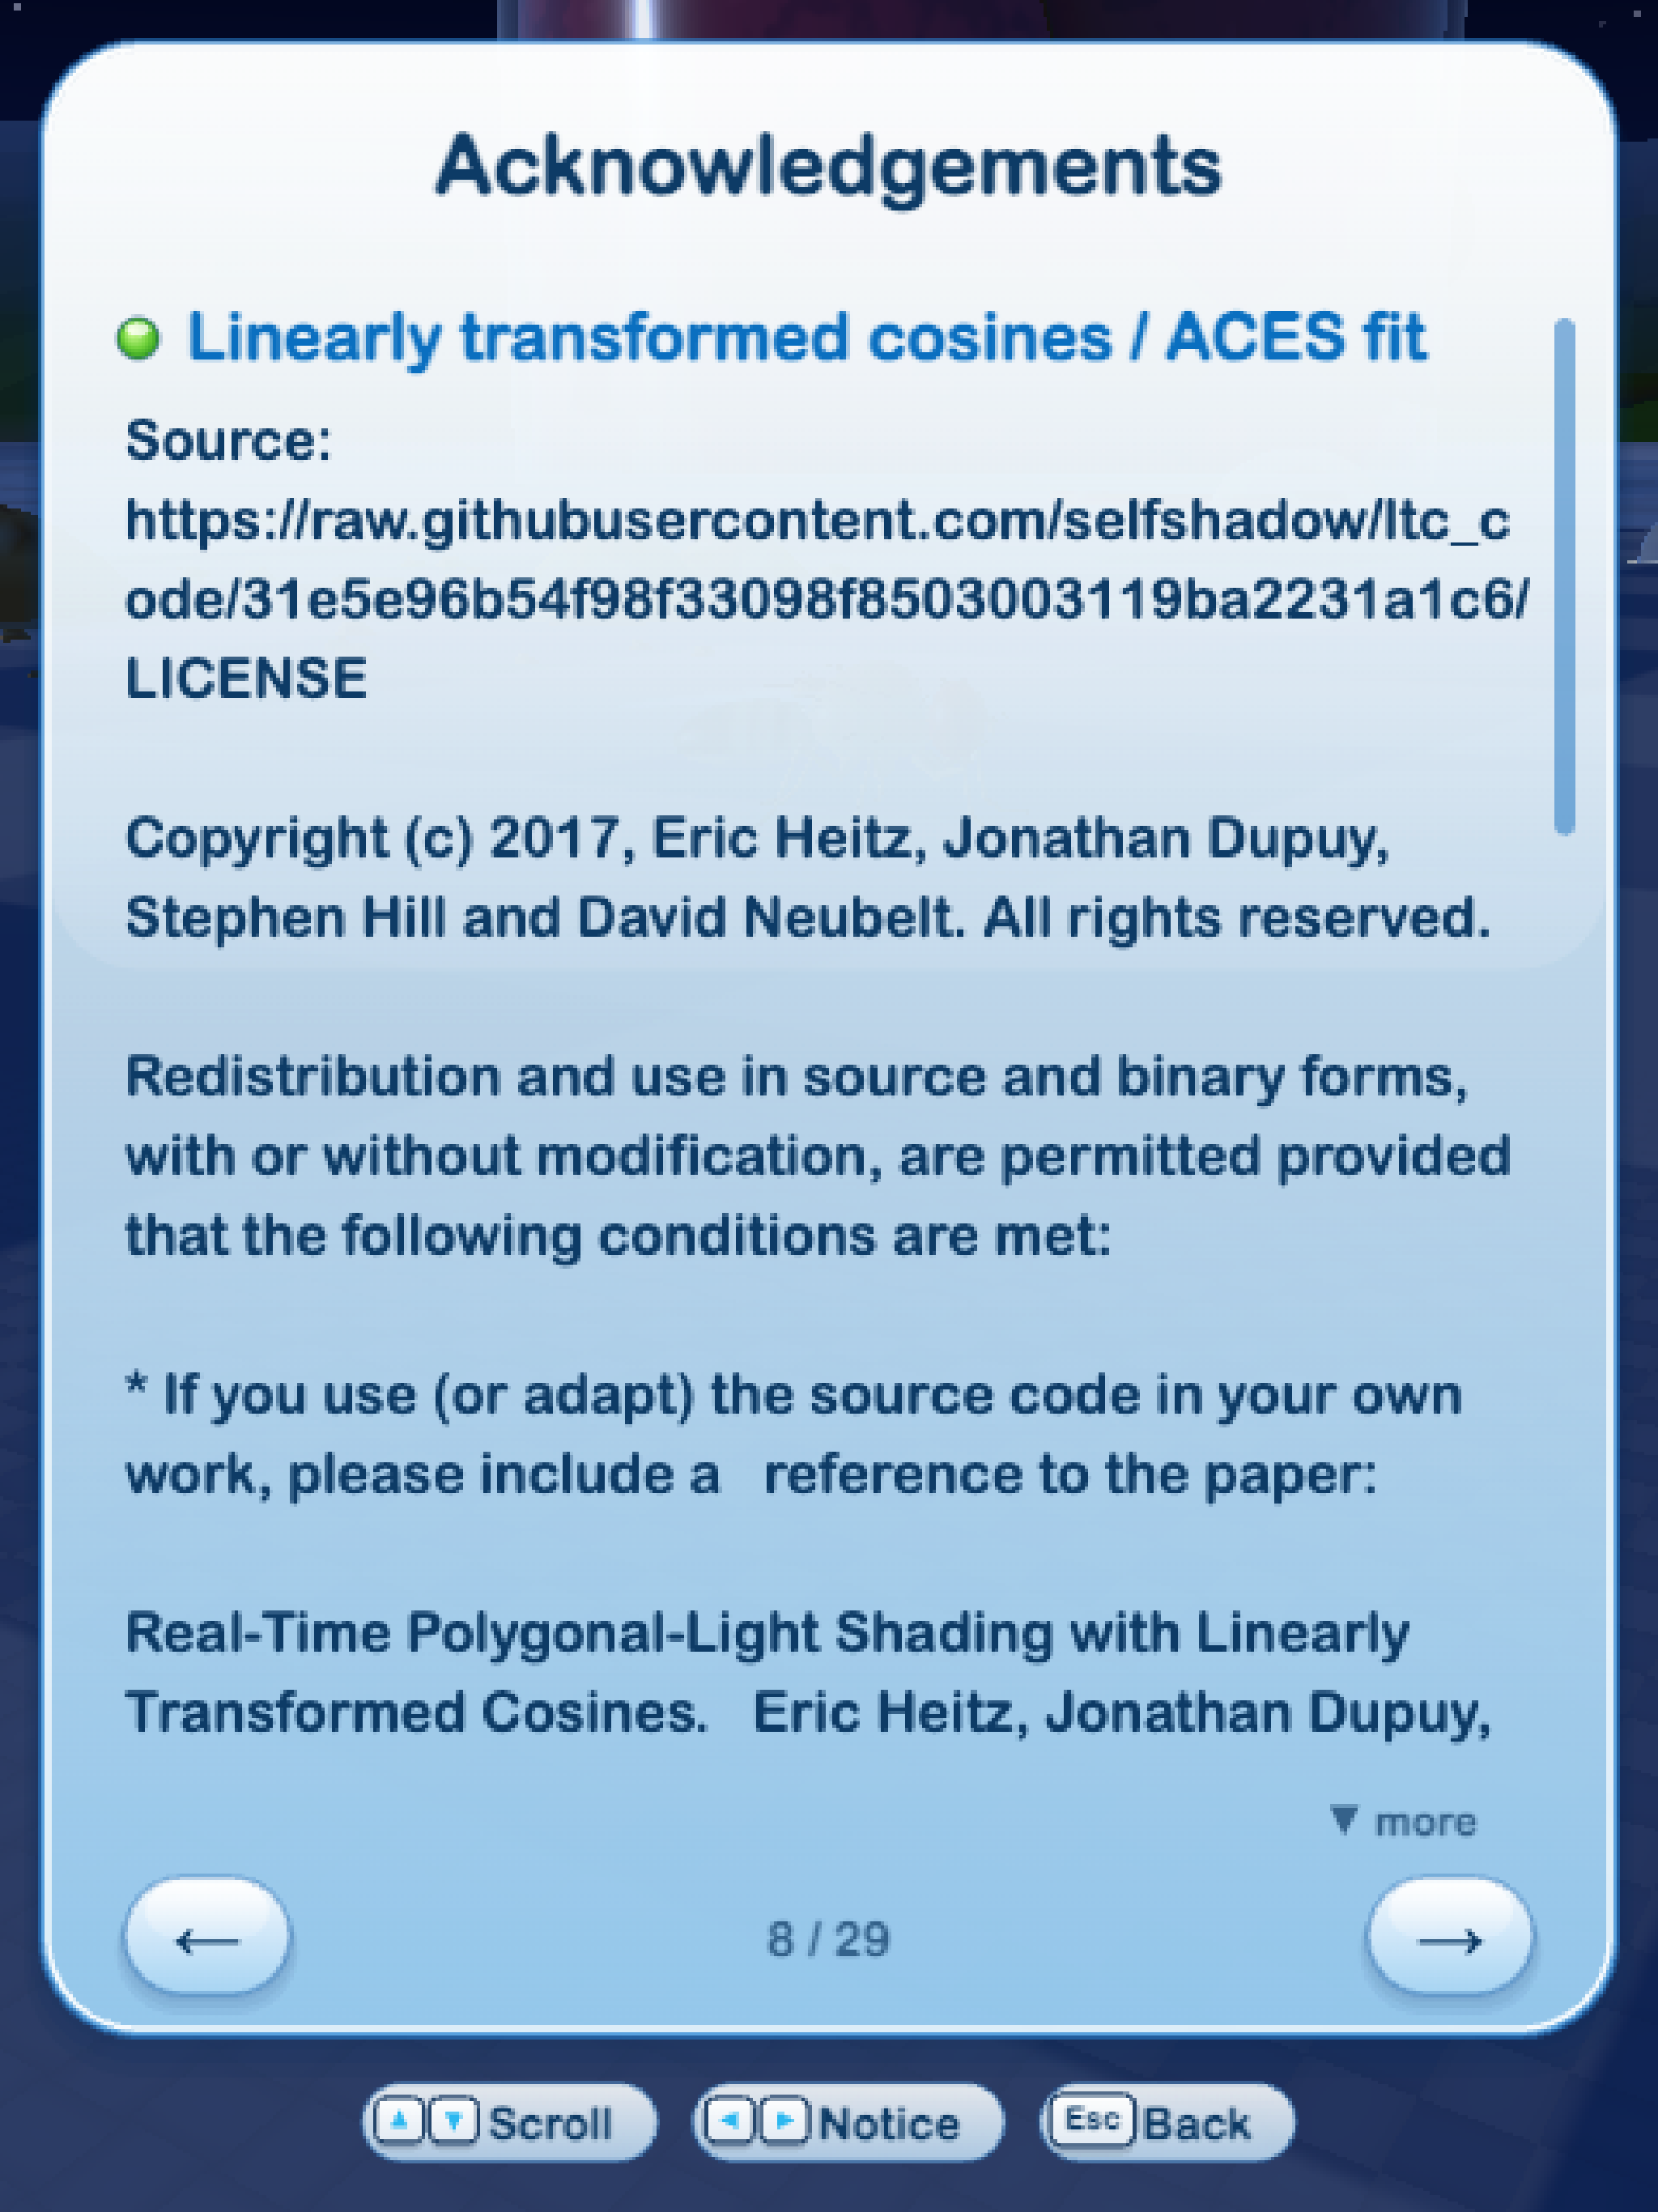 Acknowledgements
Linearly transformed cosines / ACES fit
Source:
https://raw.githubusercontent.com/selfshadow/ltc_c
ode/31e5e96b54f98f33098f8503003119ba2231a1c6/
LICENSE
Copyright (c) 2017, Eric Heitz, Jonathan Dupuy,
Stephen Hill and David Neubelt. All rights reserved.
Redistribution and use in source and binary forms,
with or without modification, are permitted provided
that the following conditions are met:
* If you use (or adapt) the source code in your own
work, please include a   reference to the paper:
Real-Time Polygonal-Light Shading with Linearly
Transformed Cosines.   Eric Heitz, Jonathan Dupuy,
▼ more
← 8 / 29 →
▲ ▼ Scroll ◄ ► Notice Esc Back